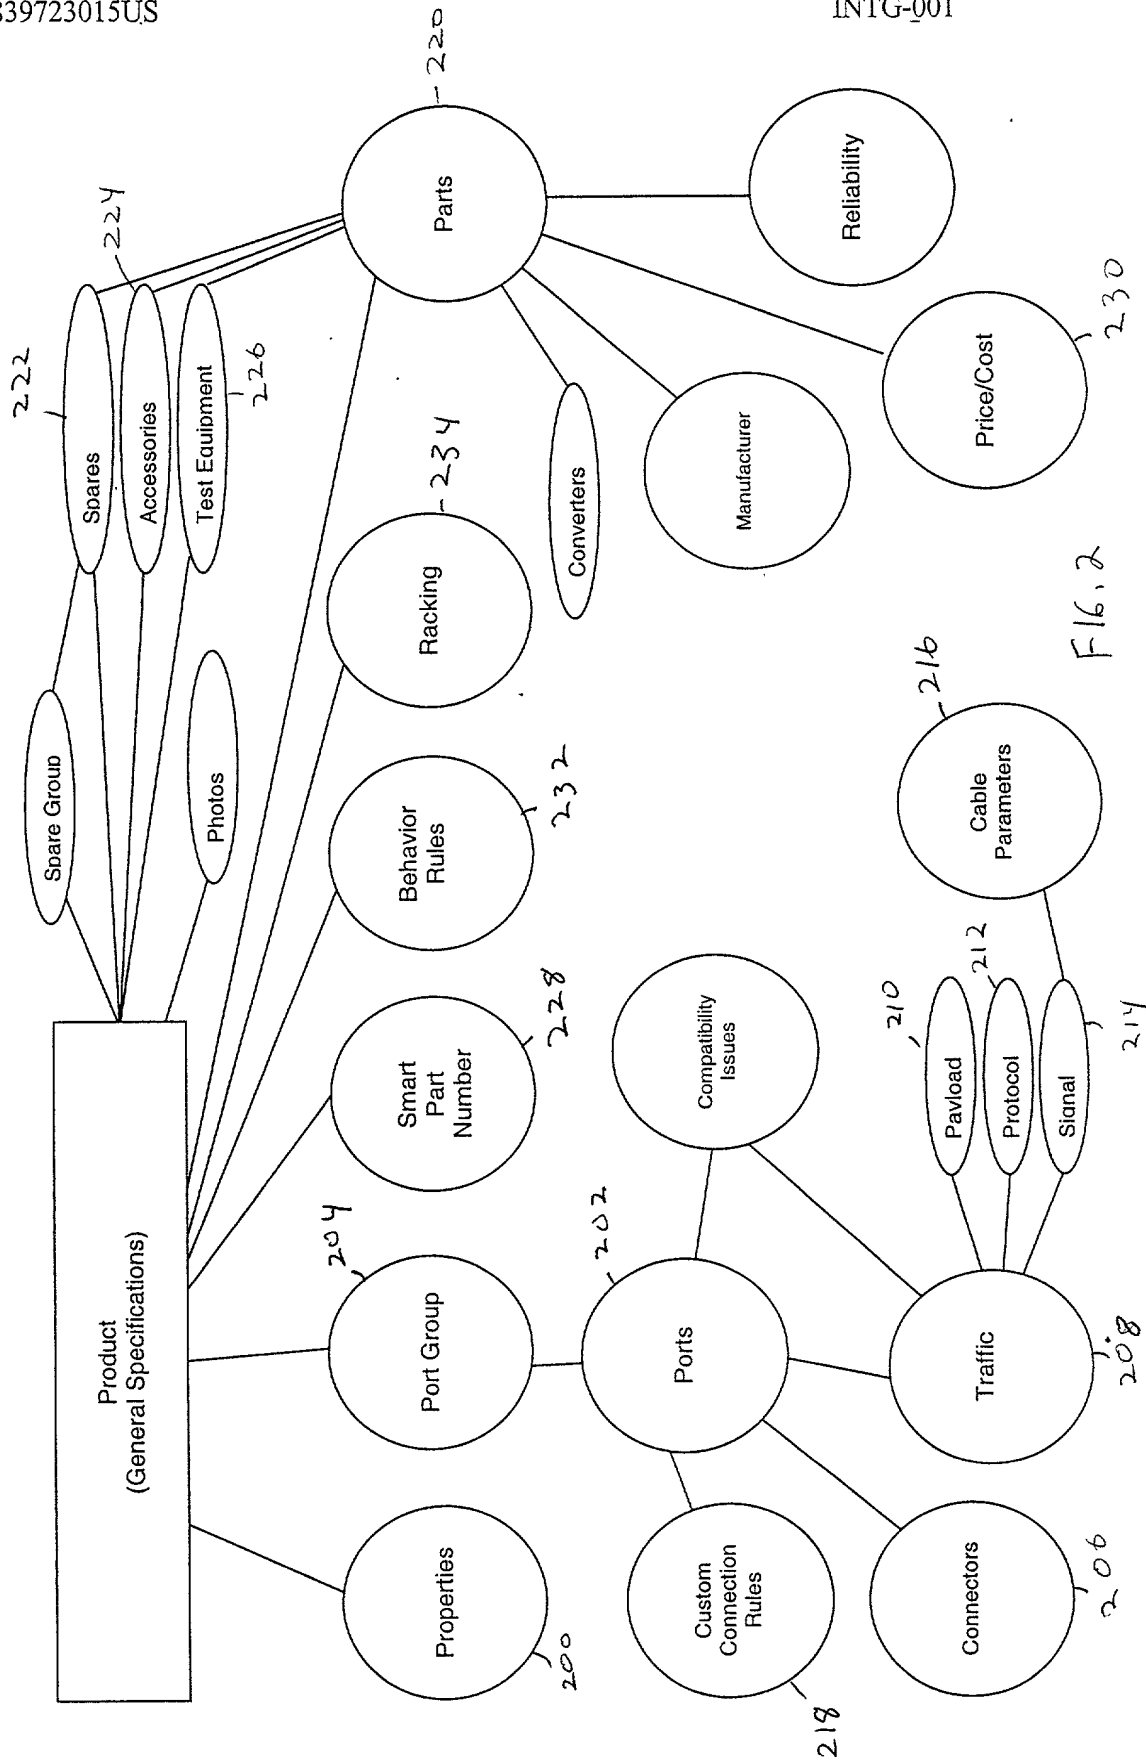 839723015US
INTG-001
Product
(General Specifications)
Spare Group
Spares
222
Accessories
224
Test Equipment
226
Photos
Properties
200
Port Group
204
Smart
Part
Number
228
Behavior
Rules
232
Racking
234
Parts
220
Custom
Connection
Rules
218
Ports
202
Compatibility
Issues
Converters
Manufacturer
Price/Cost
230
Reliability
Connectors
206
Traffic
208
Payload
210
Protocol
212
Signal
214
Cable
Parameters
216
FIG. 2